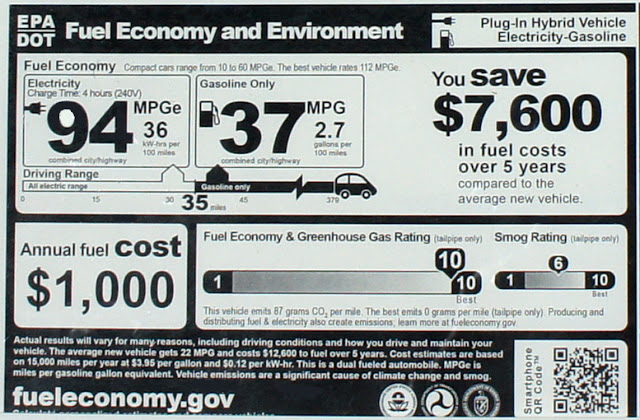 EPA
DOT
Fuel Economy and Environment
Plug-In Hybrid Vehicle
Electricity-Gasoline
Fuel Economy Compact cars range from 10 to 60 MPGe. The best vehicle rates 112 MPGe.
Electricity
Charge Time: 4 hours (240V)
94 MPGe
36
kW-hrs per
100 miles
combined city/highway
Gasoline Only
37 MPG
2.7
gallons per
100 miles
combined city/highway
You save
$7,600
in fuel costs
over 5 years
compared to the
average new vehicle.
Driving Range
All electric range
Gasoline only
0 15 30 35 miles 45 379
Annual fuel cost
$1,000
Fuel Economy & Greenhouse Gas Rating (tailpipe only)
10
1 10
Best
This vehicle emits 87 grams CO₂ per mile. The best emits 0 grams per mile (tailpipe only). Producing and
distributing fuel & electricity also create emissions; learn more at fueleconomy.gov.
Smog Rating (tailpipe only)
6
1 10
Best
Actual results will vary for many reasons, including driving conditions and how you drive and maintain your
vehicle. The average new vehicle gets 22 MPG and costs $12,600 to fuel over 5 years. Cost estimates are based
on 15,000 miles per year at $3.95 per gallon and $0.12 per kW-hr. This is a dual fueled automobile. MPGe is
miles per gasoline gallon equivalent. Vehicle emissions are a significant cause of climate change and smog.
fueleconomy.gov
Smartphone
QR Code™